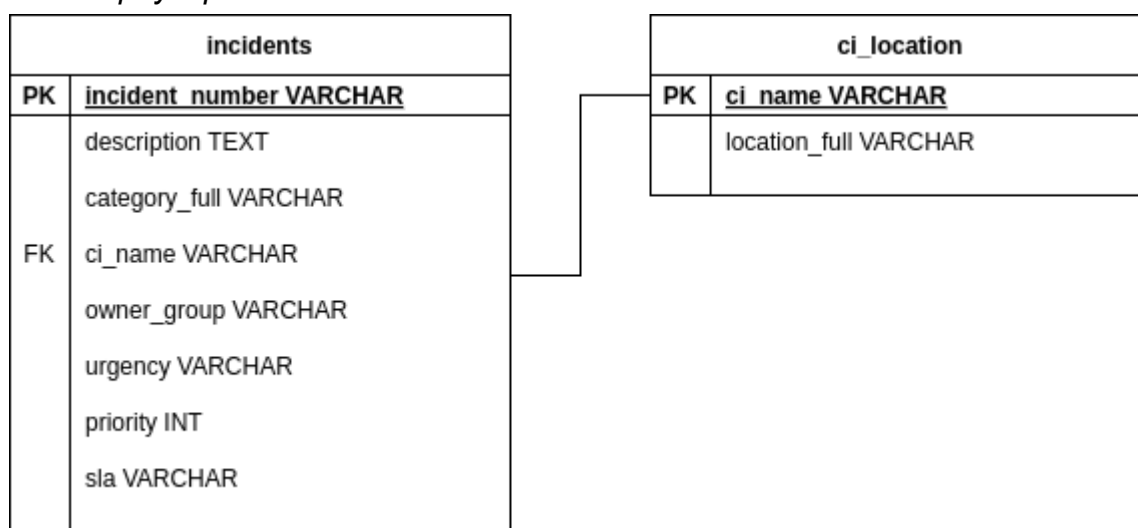 incidents
PK incident_number VARCHAR
description TEXT
category_full VARCHAR
FK ci_name VARCHAR
owner_group VARCHAR
urgency VARCHAR
priority INT
sla VARCHAR
ci_location
PK ci_name VARCHAR
location_full VARCHAR